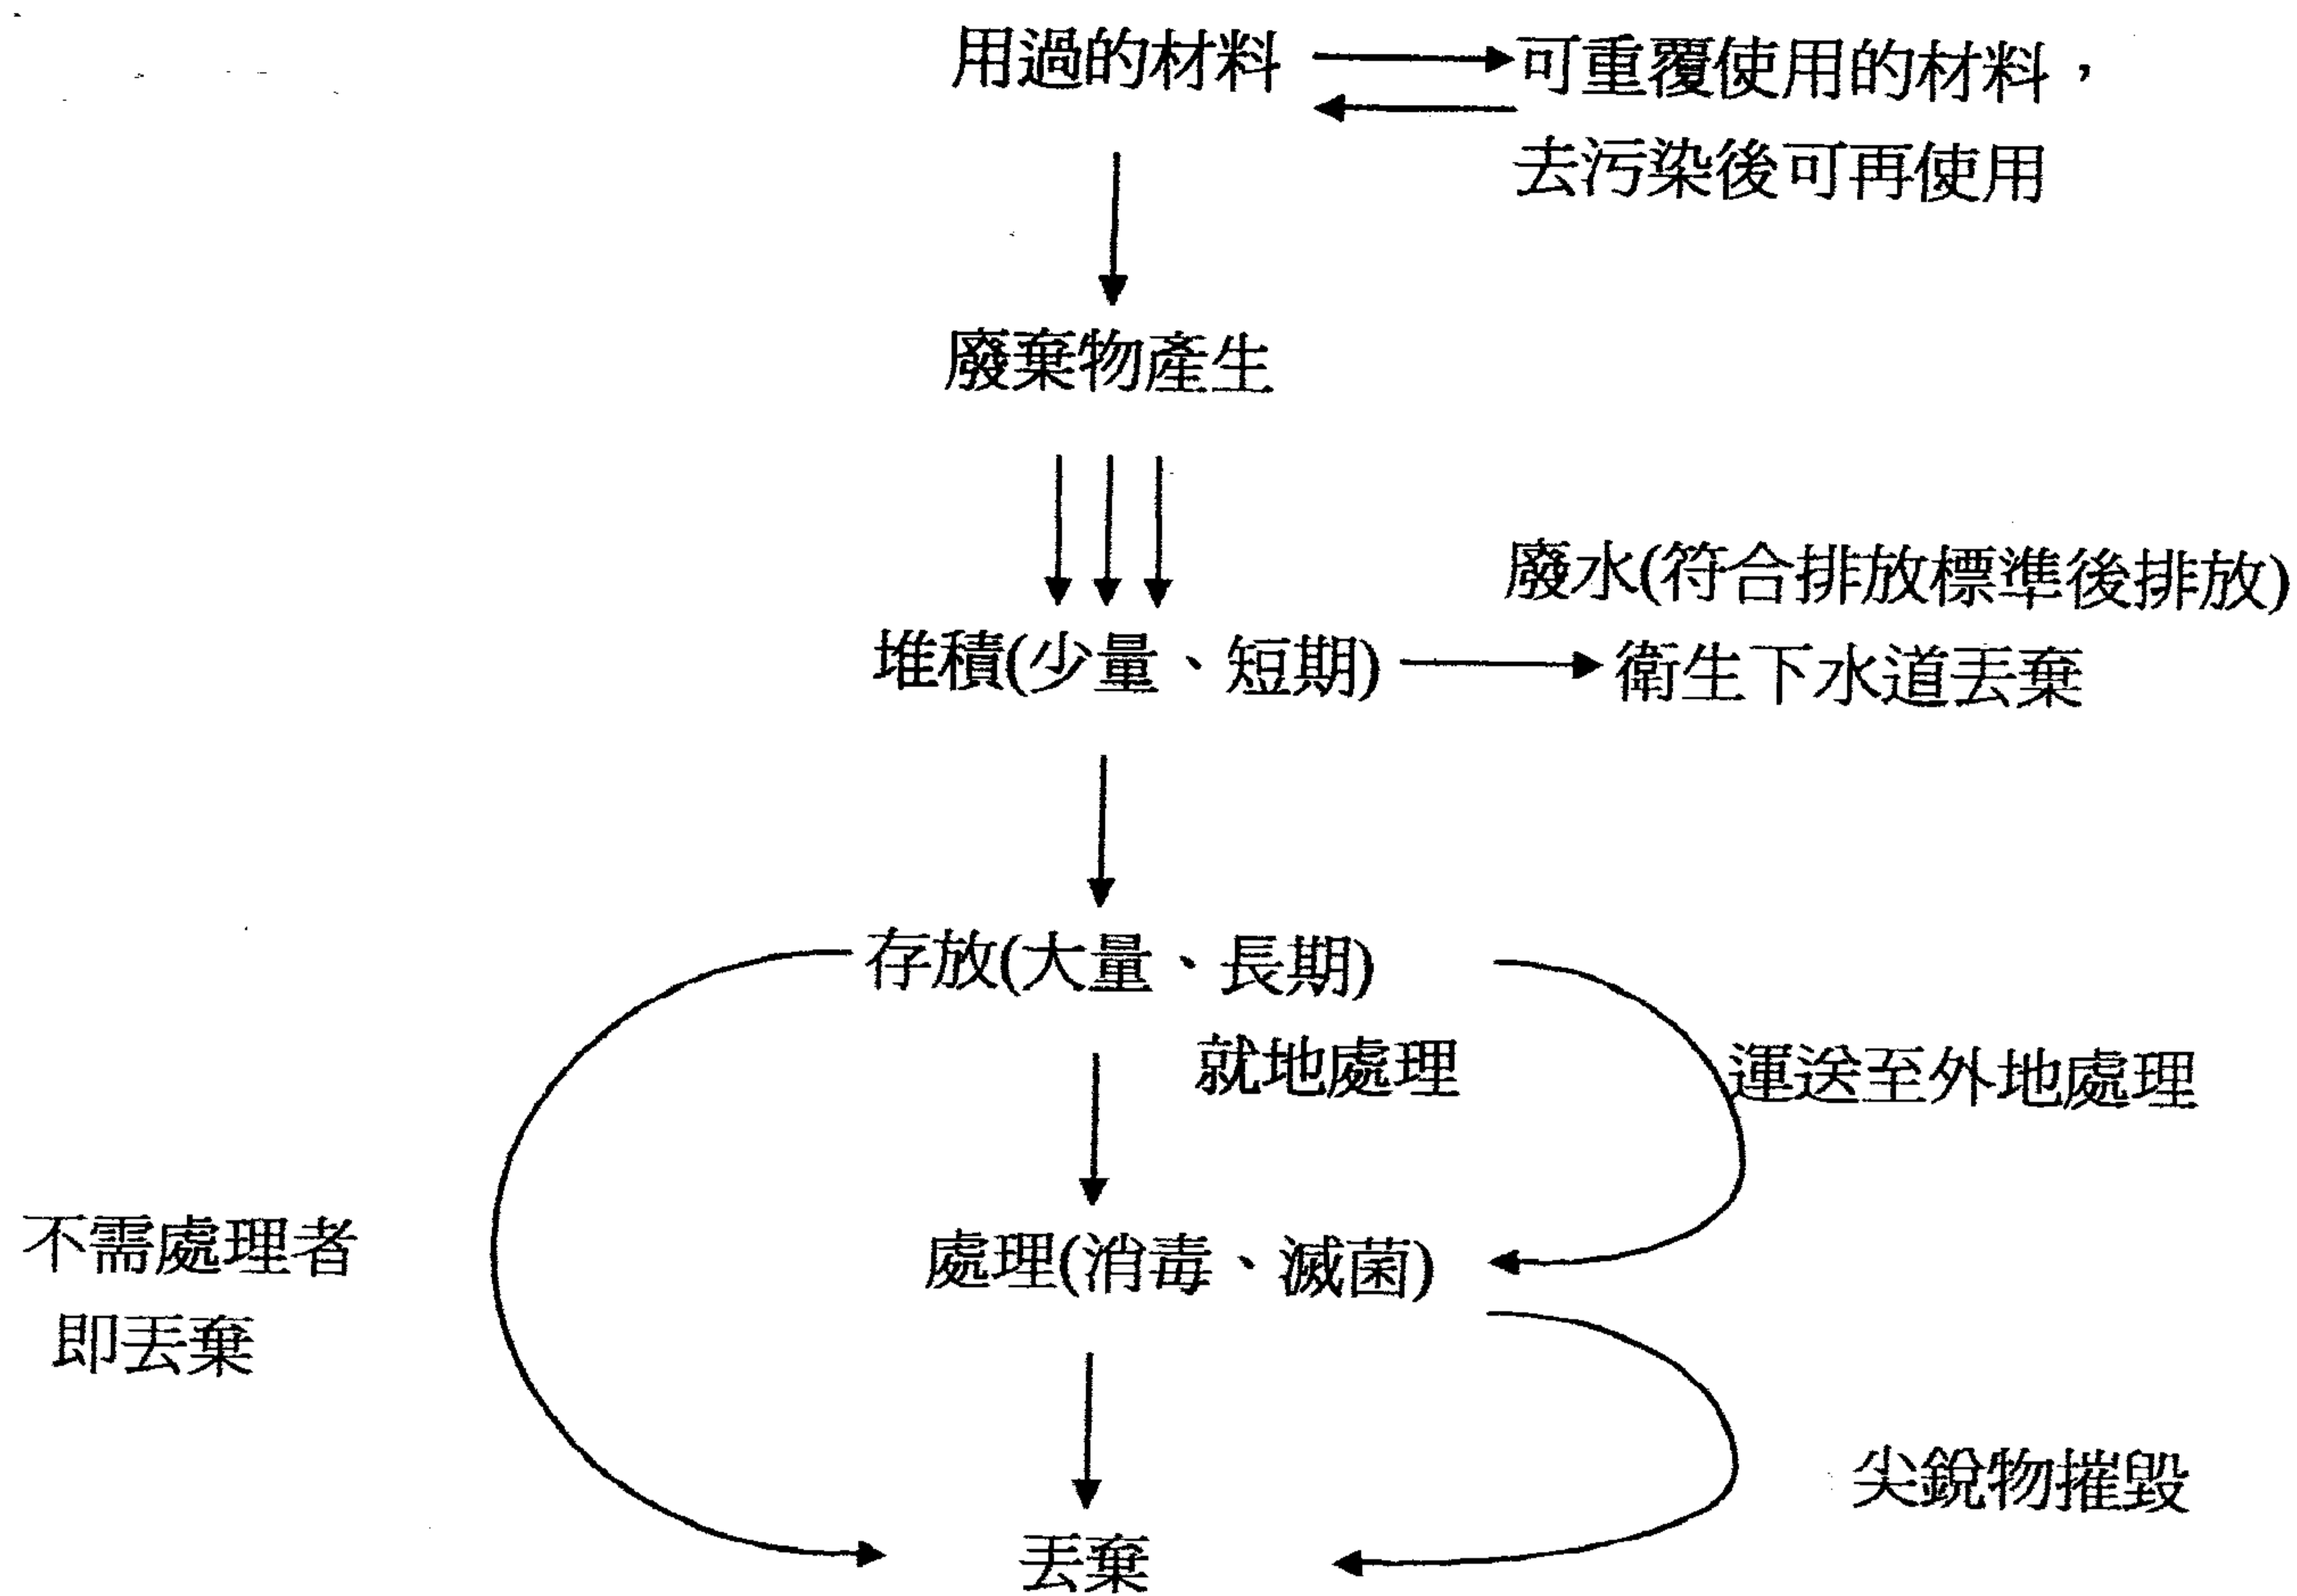 用過的材料
可重覆使用的材料，
去污染後可再使用
廢棄物產生
廢水(符合排放標準後排放)
堆積(少量、短期)
衛生下水道丟棄
存放(大量、長期)
就地處理
運送至外地處理
不需處理者
即丟棄
處理(消毒、滅菌)
尖銳物摧毀
丟棄